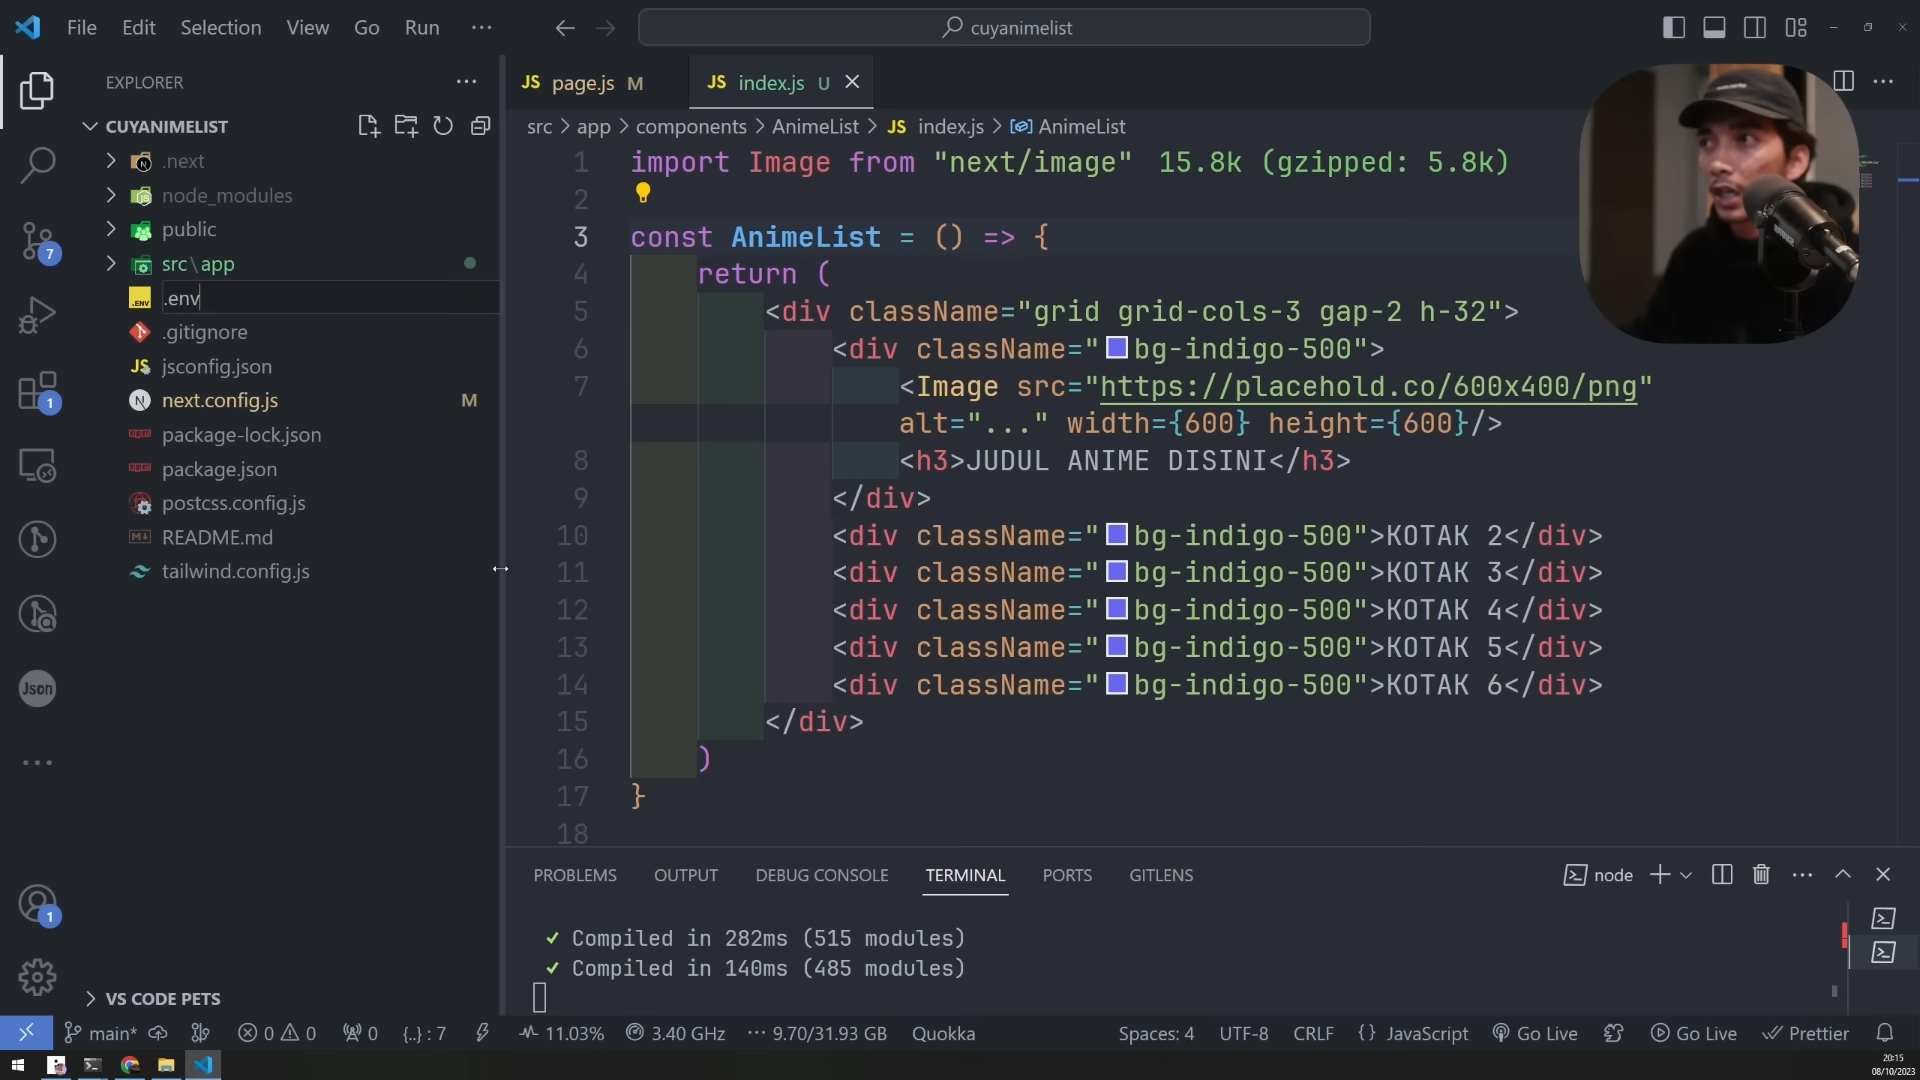 File Edit Selection View Go Run ··· cuyanimelist
EXPLORER ···
CUYANIMELIST
.next
node_modules
public
src\app
.env
.gitignore
jsconfig.json
next.config.js M
package-lock.json
package.json
postcss.config.js
README.md
tailwind.config.js
VS CODE PETS
7
1
Json
1
JS page.js M JS index.js U
src > app > components > AnimeList > JS index.js > AnimeList
1 import Image from "next/image" 15.8k (gzipped: 5.8k)
2
3 const AnimeList = () => {
4 return (
5 <div className="grid grid-cols-3 gap-2 h-32">
6 <div className="bg-indigo-500">
7 <Image src="https://placehold.co/600x400/png"
alt="..." width={600} height={600}/>
8 <h3>JUDUL ANIME DISINI</h3>
9 </div>
10 <div className="bg-indigo-500">KOTAK 2</div>
11 <div className="bg-indigo-500">KOTAK 3</div>
12 <div className="bg-indigo-500">KOTAK 4</div>
13 <div className="bg-indigo-500">KOTAK 5</div>
14 <div className="bg-indigo-500">KOTAK 6</div>
15 </div>
16 )
17 }
18
PROBLEMS OUTPUT DEBUG CONSOLE TERMINAL PORTS GITLENS node
✓ Compiled in 282ms (515 modules)
✓ Compiled in 140ms (485 modules)
main* 0 0 0 {..} : 7 11.03% 3.40 GHz ··· 9.70/31.93 GB Quokka Spaces: 4 UTF-8 CRLF {} JavaScript Go Live Go Live Prettier
20:15
08/10/2023